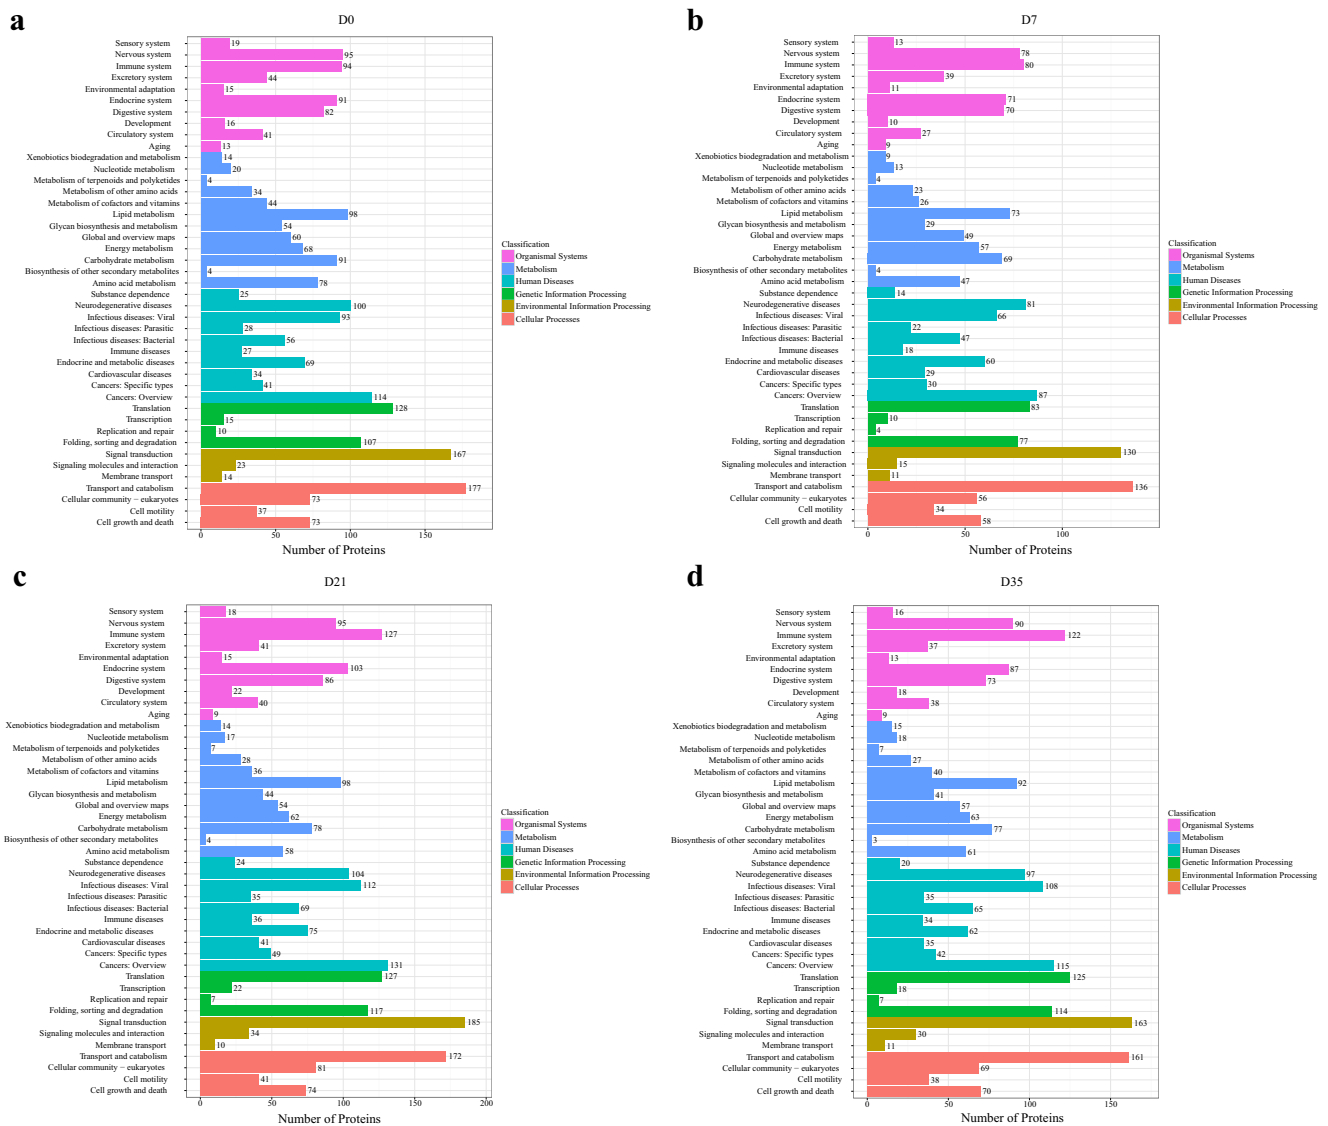 a
D0
Sensory system 19
Nervous system 95
Immune system 94
Excretory system 44
Environmental adaptation 15
Endocrine system 91
Digestive system 82
Development 16
Circulatory system 41
Aging 13
Xenobiotics biodegradation and metabolism 14
Nucleotide metabolism 20
Metabolism of terpenoids and polyketides 4
Metabolism of other amino acids 34
Metabolism of cofactors and vitamins 44
Lipid metabolism 98
Glycan biosynthesis and metabolism 54
Global and overview maps 60
Energy metabolism 68
Carbohydrate metabolism 91
Biosynthesis of other secondary metabolites 4
Amino acid metabolism 78
Substance dependence 25
Neurodegenerative diseases 100
Infectious diseases: Viral 93
Infectious diseases: Parasitic 28
Infectious diseases: Bacterial 56
Immune diseases 27
Endocrine and metabolic diseases 69
Cardiovascular diseases 34
Cancers: Specific types 41
Cancers: Overview 114
Translation 128
Transcription 15
Replication and repair 10
Folding, sorting and degradation 107
Signal transduction 167
Signaling molecules and interaction 23
Membrane transport 14
Transport and catabolism 177
Cellular community − eukaryotes 73
Cell motility 37
Cell growth and death 73
0 50 100 150
Number of Proteins
Classification
Organismal Systems
Metabolism
Human Diseases
Genetic Information Processing
Environmental Information Processing
Cellular Processes
b
D7
Sensory system 13
Nervous system 78
Immune system 80
Excretory system 39
Environmental adaptation 11
Endocrine system 71
Digestive system 70
Development 10
Circulatory system 27
Aging 9
Xenobiotics biodegradation and metabolism 9
Nucleotide metabolism 13
Metabolism of terpenoids and polyketides 4
Metabolism of other amino acids 23
Metabolism of cofactors and vitamins 26
Lipid metabolism 73
Glycan biosynthesis and metabolism 29
Global and overview maps 49
Energy metabolism 57
Carbohydrate metabolism 69
Biosynthesis of other secondary metabolites 4
Amino acid metabolism 47
Substance dependence 14
Neurodegenerative diseases 81
Infectious diseases: Viral 66
Infectious diseases: Parasitic 22
Infectious diseases: Bacterial 47
Immune diseases 18
Endocrine and metabolic diseases 60
Cardiovascular diseases 29
Cancers: Specific types 30
Cancers: Overview 87
Translation 83
Transcription 10
Replication and repair 4
Folding, sorting and degradation 77
Signal transduction 130
Signaling molecules and interaction 15
Membrane transport 11
Transport and catabolism 136
Cellular community − eukaryotes 56
Cell motility 34
Cell growth and death 58
0 50 100
Number of Proteins
Classification
Organismal Systems
Metabolism
Human Diseases
Genetic Information Processing
Environmental Information Processing
Cellular Processes
c
D21
Sensory system 18
Nervous system 95
Immune system 127
Excretory system 41
Environmental adaptation 15
Endocrine system 103
Digestive system 86
Development 22
Circulatory system 40
Aging 9
Xenobiotics biodegradation and metabolism 14
Nucleotide metabolism 17
Metabolism of terpenoids and polyketides 7
Metabolism of other amino acids 28
Metabolism of cofactors and vitamins 36
Lipid metabolism 98
Glycan biosynthesis and metabolism 44
Global and overview maps 54
Energy metabolism 62
Carbohydrate metabolism 78
Biosynthesis of other secondary metabolites 4
Amino acid metabolism 58
Substance dependence 24
Neurodegenerative diseases 104
Infectious diseases: Viral 112
Infectious diseases: Parasitic 35
Infectious diseases: Bacterial 69
Immune diseases 36
Endocrine and metabolic diseases 75
Cardiovascular diseases 41
Cancers: Specific types 49
Cancers: Overview 131
Translation 127
Transcription 22
Replication and repair 7
Folding, sorting and degradation 117
Signal transduction 185
Signaling molecules and interaction 34
Membrane transport 10
Transport and catabolism 172
Cellular community − eukaryotes 81
Cell motility 41
Cell growth and death 74
0 50 100 150 200
Number of Proteins
Classification
Organismal Systems
Metabolism
Human Diseases
Genetic Information Processing
Environmental Information Processing
Cellular Processes
d
D35
Sensory system 16
Nervous system 90
Immune system 122
Excretory system 37
Environmental adaptation 13
Endocrine system 87
Digestive system 73
Development 18
Circulatory system 38
Aging 9
Xenobiotics biodegradation and metabolism 15
Nucleotide metabolism 18
Metabolism of terpenoids and polyketides 7
Metabolism of other amino acids 27
Metabolism of cofactors and vitamins 40
Lipid metabolism 92
Glycan biosynthesis and metabolism 41
Global and overview maps 57
Energy metabolism 63
Carbohydrate metabolism 77
Biosynthesis of other secondary metabolites 3
Amino acid metabolism 61
Substance dependence 20
Neurodegenerative diseases 97
Infectious diseases: Viral 108
Infectious diseases: Parasitic 35
Infectious diseases: Bacterial 65
Immune diseases 34
Endocrine and metabolic diseases 62
Cardiovascular diseases 35
Cancers: Specific types 42
Cancers: Overview 115
Translation 125
Transcription 18
Replication and repair 7
Folding, sorting and degradation 114
Signal transduction 163
Signaling molecules and interaction 30
Membrane transport 11
Transport and catabolism 161
Cellular community − eukaryotes 69
Cell motility 38
Cell growth and death 70
0 50 100 150
Number of Proteins
Classification
Organismal Systems
Metabolism
Human Diseases
Genetic Information Processing
Environmental Information Processing
Cellular Processes